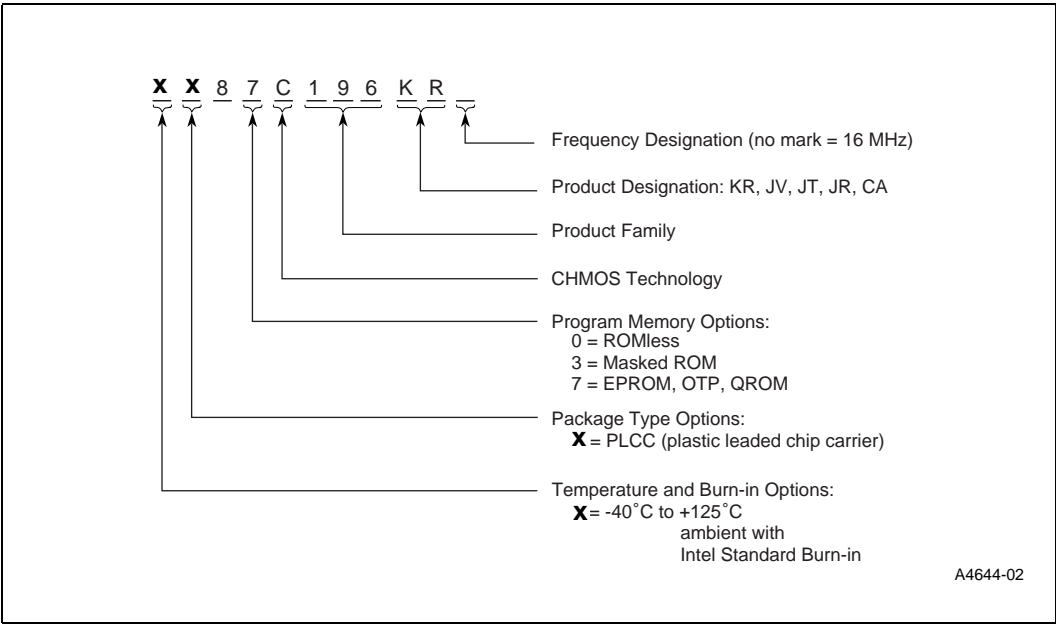 X X 8 7 C 1 9 6 K R _
Frequency Designation (no mark = 16 MHz)
Product Designation: KR, JV, JT, JR, CA
Product Family
CHMOS Technology
Program Memory Options:
0 = ROMless
3 = Masked ROM
7 = EPROM, OTP, QROM
Package Type Options:
X = PLCC (plastic leaded chip carrier)
Temperature and Burn-in Options:
X = -40˚C to +125˚C
ambient with
Intel Standard Burn-in
A4644-02